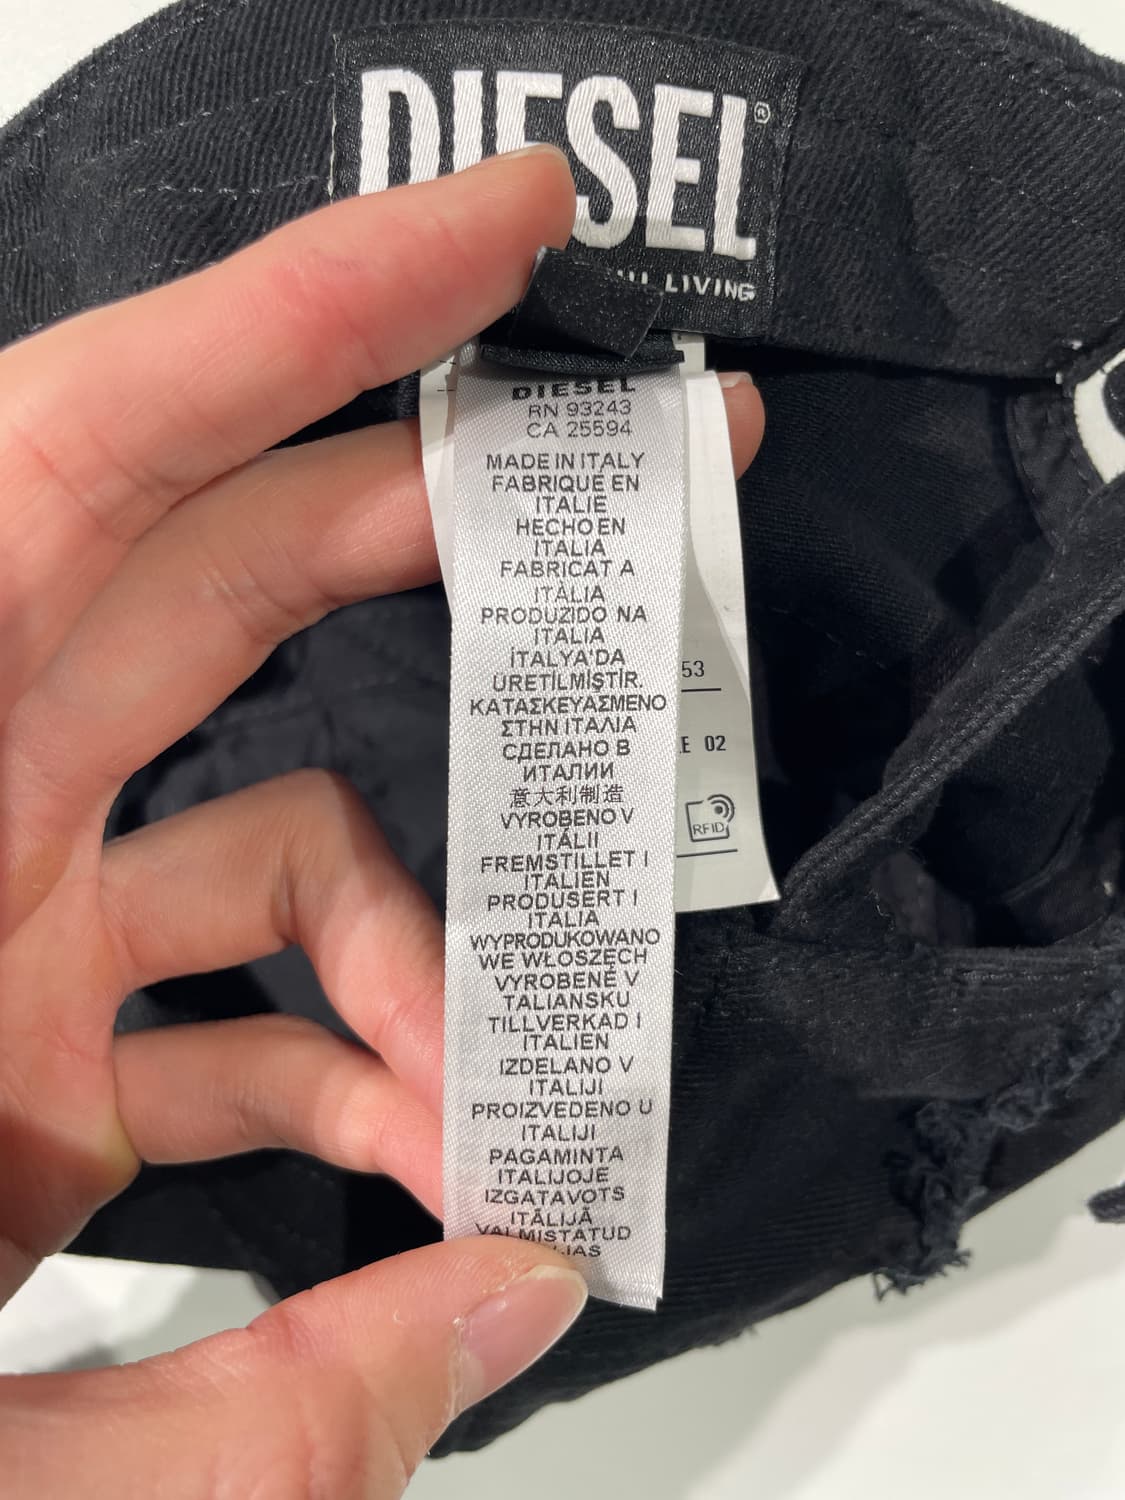 DIESEL®
LIVING
DIESEL
RN 93243
CA 25594
MADE IN ITALY
FABRIQUÉ EN
ITALIE
HECHO EN
ITALIA
FABRICAT A
ITÀLIA
PRODUZIDO NA
ITALIA
İTALYA'DA
ÜRETİLMİŞTİR.
ΚΑΤΑΣΚΕΥΑΣΜΕΝΟ
ΣΤΗΝ ΙΤΑΛΙΑ
СДЕЛАНО В
ИТАЛИИ
意大利制造
VYROBENO V
ITÁLII
FREMSTILLET I
ITALIEN
PRODUSERT I
ITALIA
WYPRODUKOWANO
WE WŁOSZECH
VYROBENÉ V
TALIANSKU
TILLVERKAD I
ITALIEN
IZDELANO V
ITALIJI
PROIZVEDENO U
ITALIJI
PAGAMINTA
ITALIJOJE
IZGATAVOTS
ITĀLIJĀ
VALMISTATUD
53
02
RFID